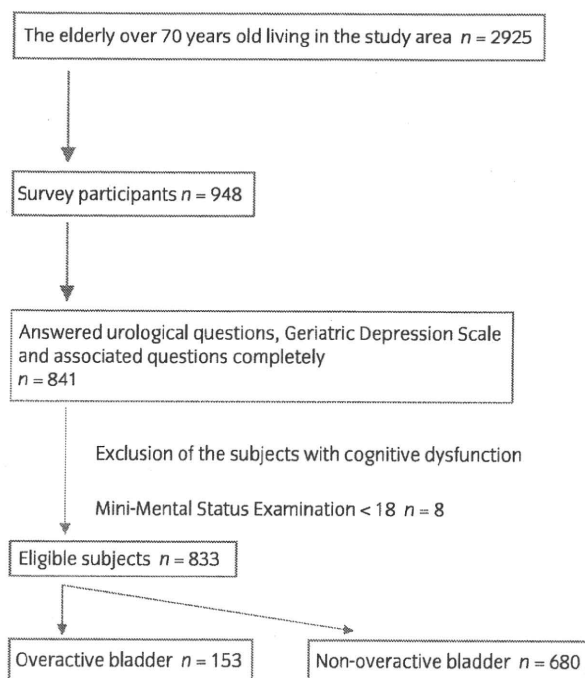 The elderly over 70 years old living in the study area n = 2925
Survey participants n = 948
Answered urological questions, Geriatric Depression Scale
and associated questions completely
n = 841
Exclusion of the subjects with cognitive dysfunction
Mini-Mental Status Examination < 18 n = 8
Eligible subjects n = 833
Overactive bladder n = 153
Non-overactive bladder n = 680